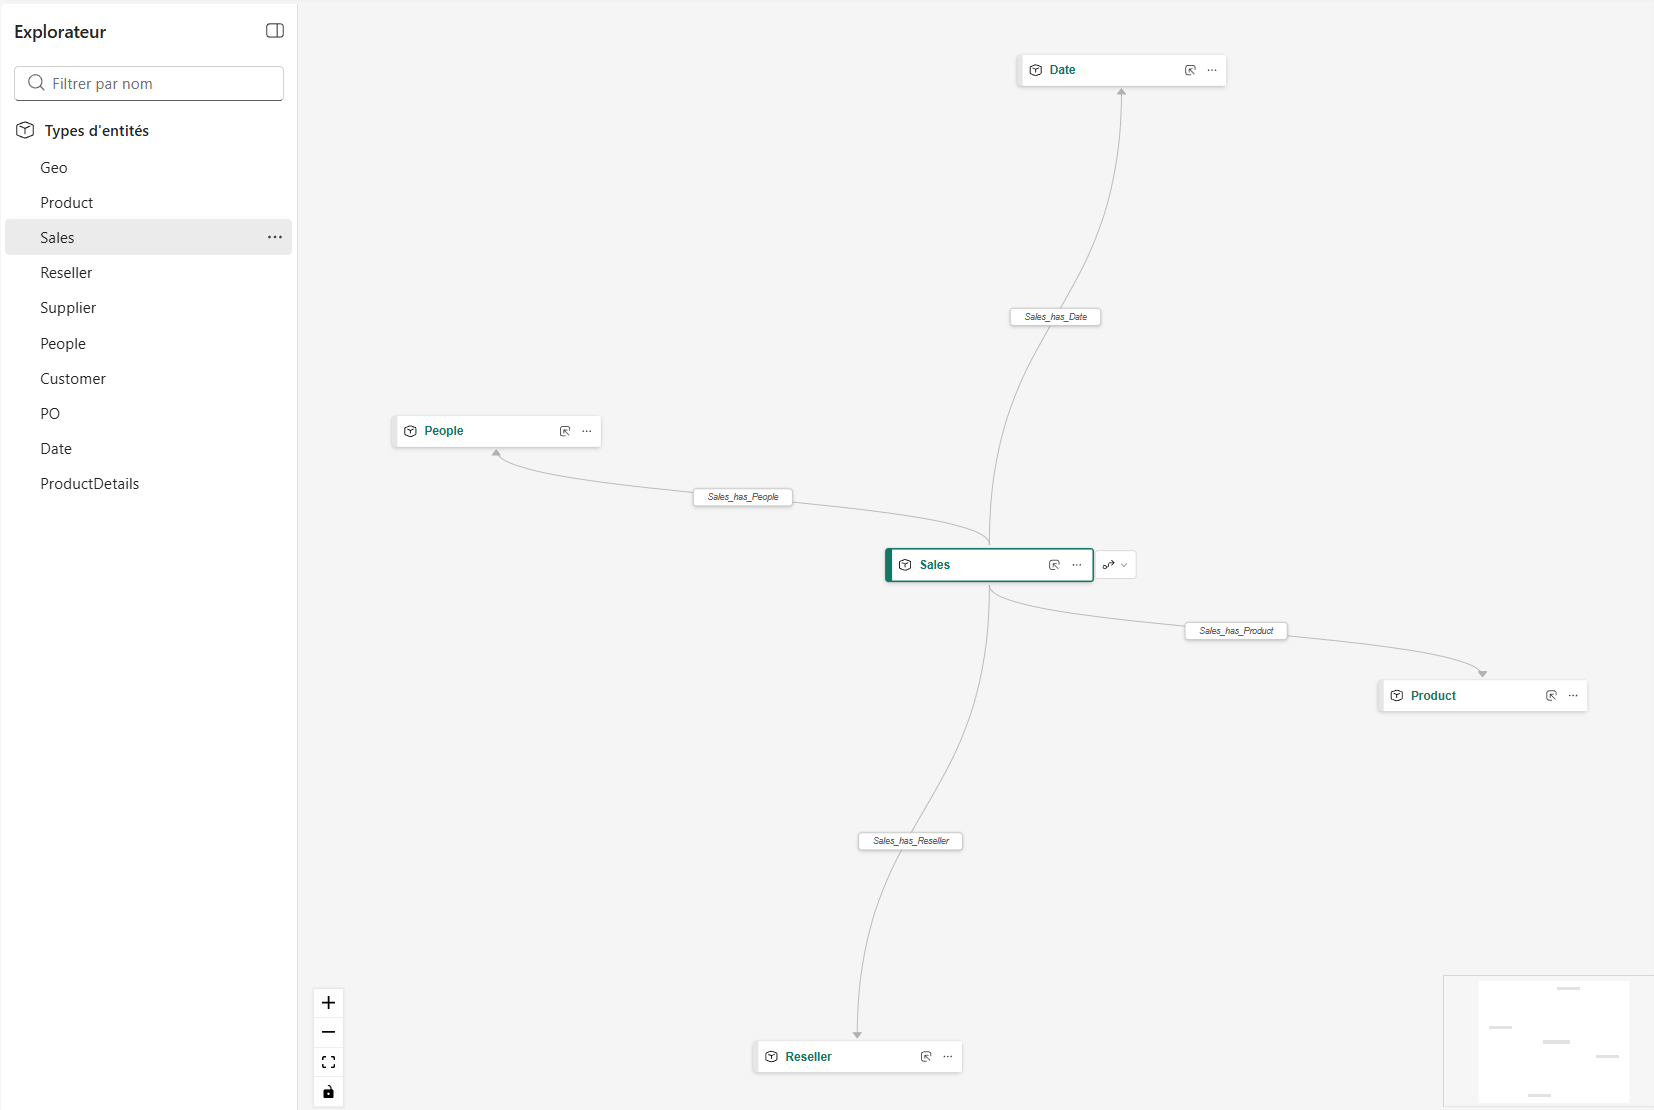 Explorateur
Filtrer par nom
Types d'entités
Geo
Product
Sales
Reseller
Supplier
People
Customer
PO
Date
ProductDetails
Date
Sales_has_Date
People
Sales_has_People
Sales
Sales_has_Product
Product
Sales_has_Reseller
Reseller